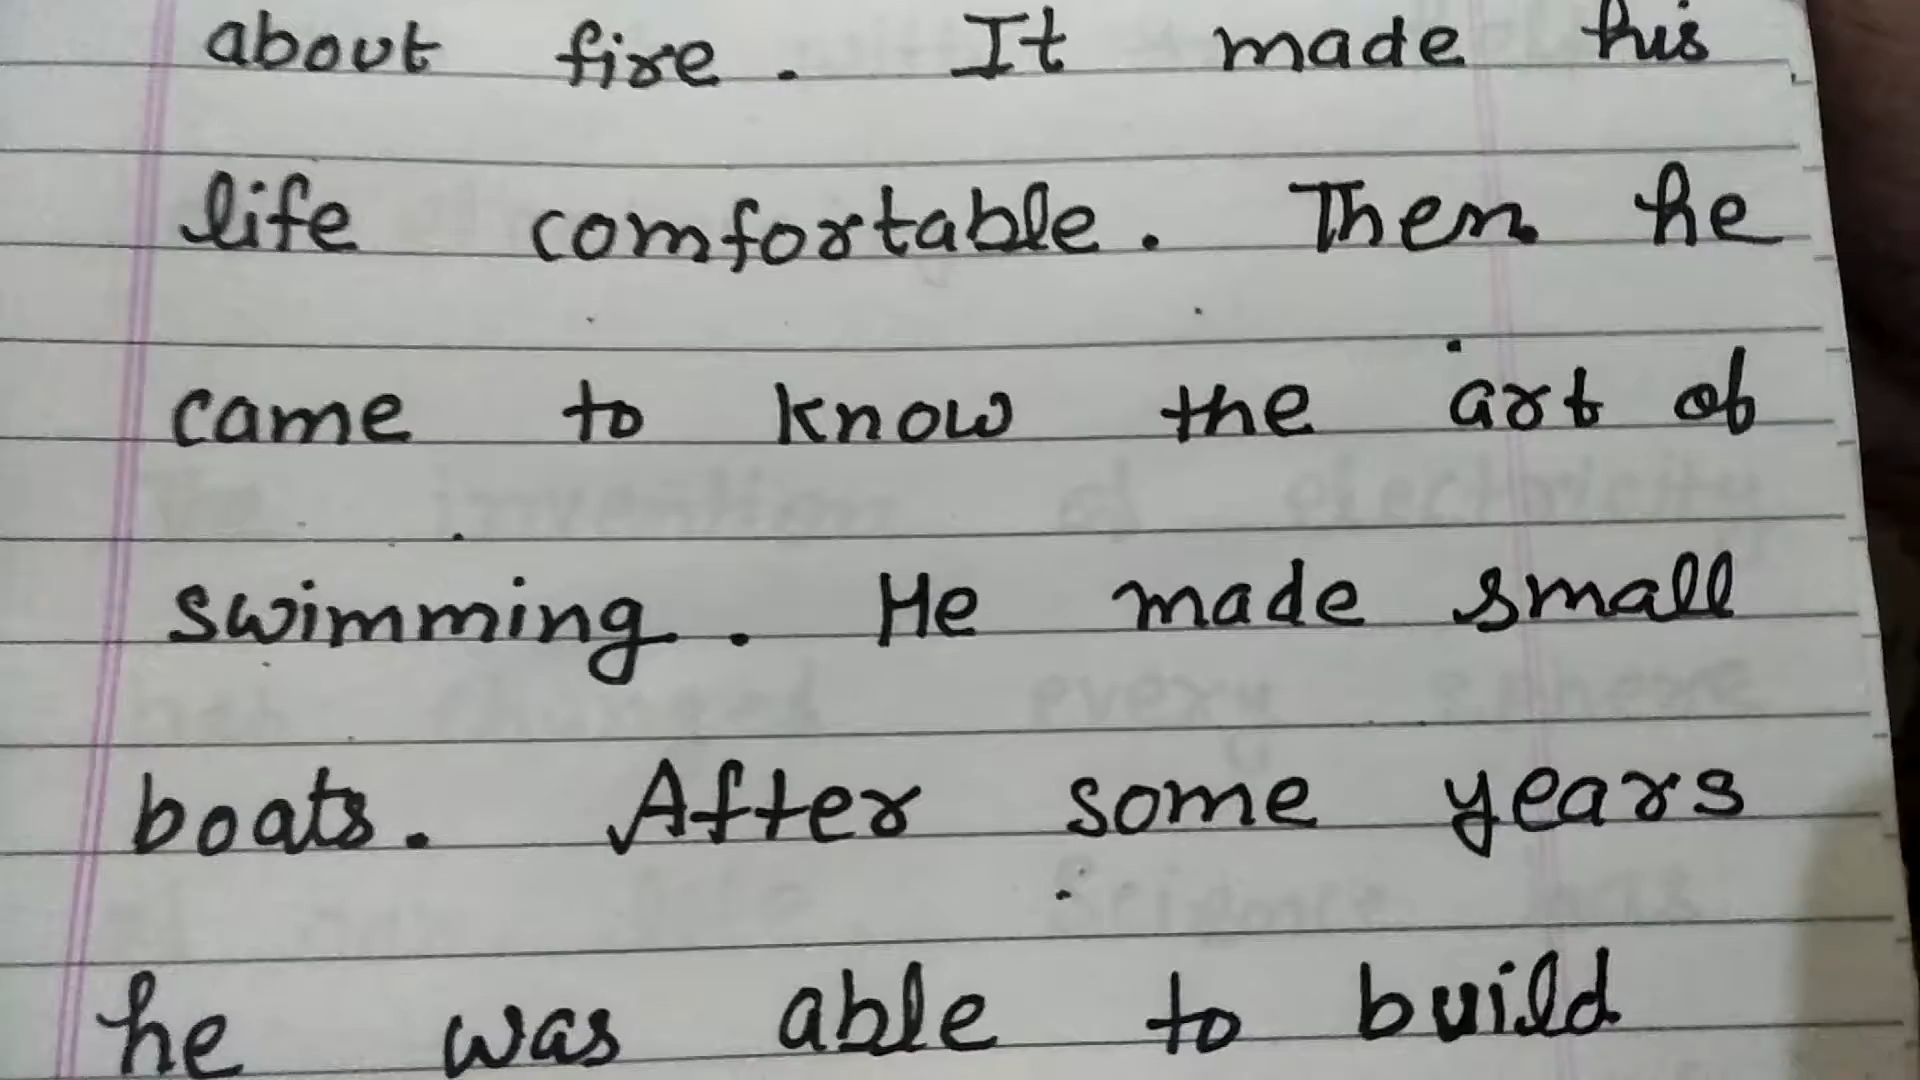 about fire. It made his
life comfortable. Then he
came to know the art of
swimming. He made small
boats. After some years
he was able to build